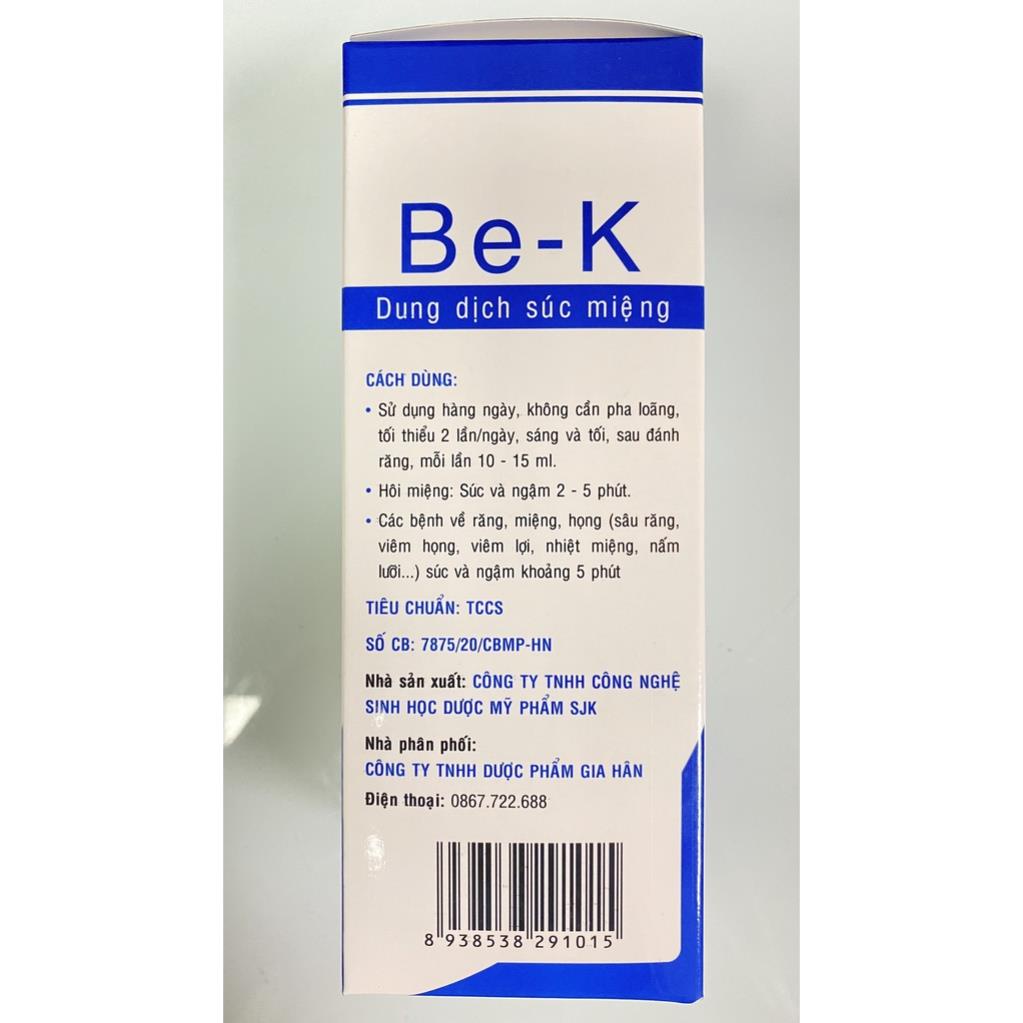 Be-K
Dung dịch súc miệng
CÁCH DÙNG:
• Sử dụng hàng ngày, không cần pha loãng,
tối thiểu 2 lần/ngày, sáng và tối, sau đánh
răng, mỗi lần 10 - 15 ml.
• Hôi miệng: Súc và ngậm 2 - 5 phút.
• Các bệnh về răng, miệng, họng (sâu răng,
viêm họng, viêm lợi, nhiệt miệng, nấm
lưỡi...) súc và ngậm khoảng 5 phút
TIÊU CHUẨN: TCCS
SỐ CB: 7875/20/CBMP-HN
Nhà sản xuất: CÔNG TY TNHH CÔNG NGHỆ
SINH HỌC DƯỢC MỸ PHẨM SJK
Nhà phân phối:
CÔNG TY TNHH DƯỢC PHẨM GIA HÂN
Điện thoại: 0867.722.688
8 938538 291015